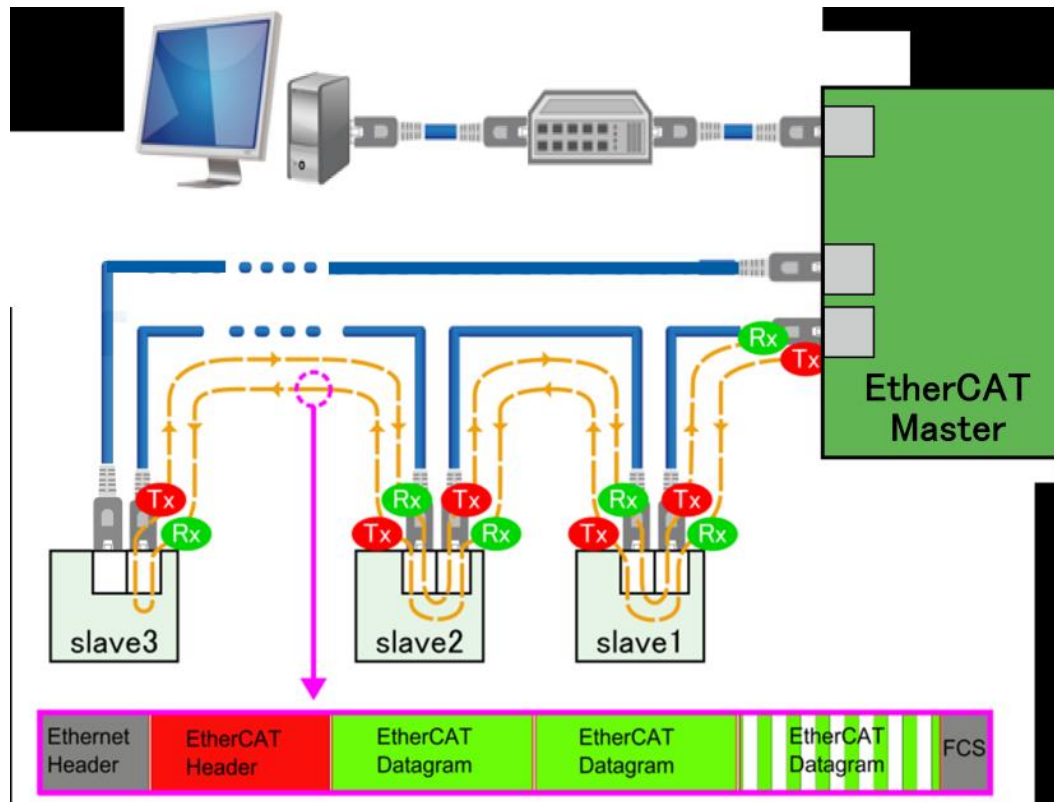 Rx
Tx
EtherCAT
Master
Tx
Rx
Rx
Tx
Tx
Rx
Rx
Tx
Tx
Rx
slave3
slave2
slave1
Ethernet
Header
EtherCAT
Header
EtherCAT
Datagram
EtherCAT
Datagram
EtherCAT
Datagram
FCS